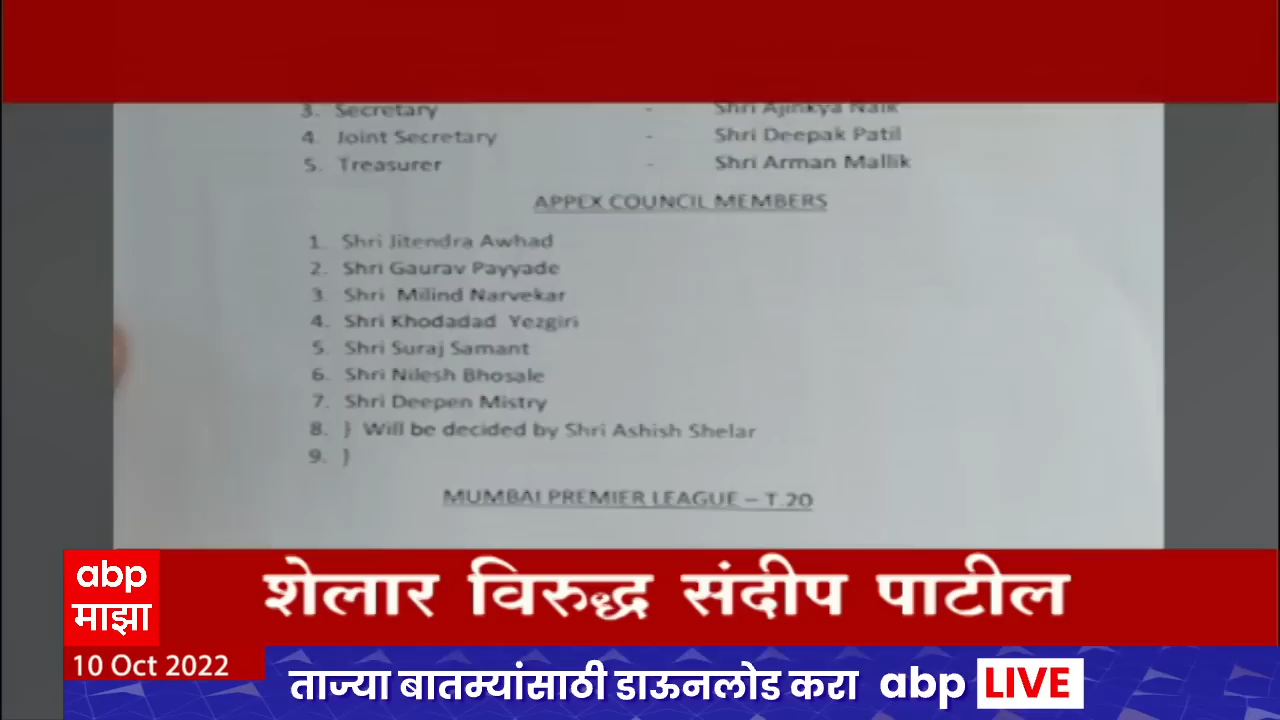 3. Secretary - Shri Ajinkya Naik
4. Joint Secretary - Shri Deepak Patil
5. Treasurer - Shri Arman Mallik
APPEX COUNCIL MEMBERS
1. Shri Jitendra Awhad
2. Shri Gaurav Payyade
3. Shri Milind Narvekar
4. Shri Khodadad Yezgiri
5. Shri Suraj Samant
6. Shri Nilesh Bhosale
7. Shri Deepen Mistry
8. } Will be decided by Shri Ashish Shelar
9. }
MUMBAI PREMIER LEAGUE – T.20
abp
माझा
शेलार विरुद्ध संदीप पाटील
10 Oct 2022
ताज्या बातम्यांसाठी डाऊनलोड करा abp LIVE